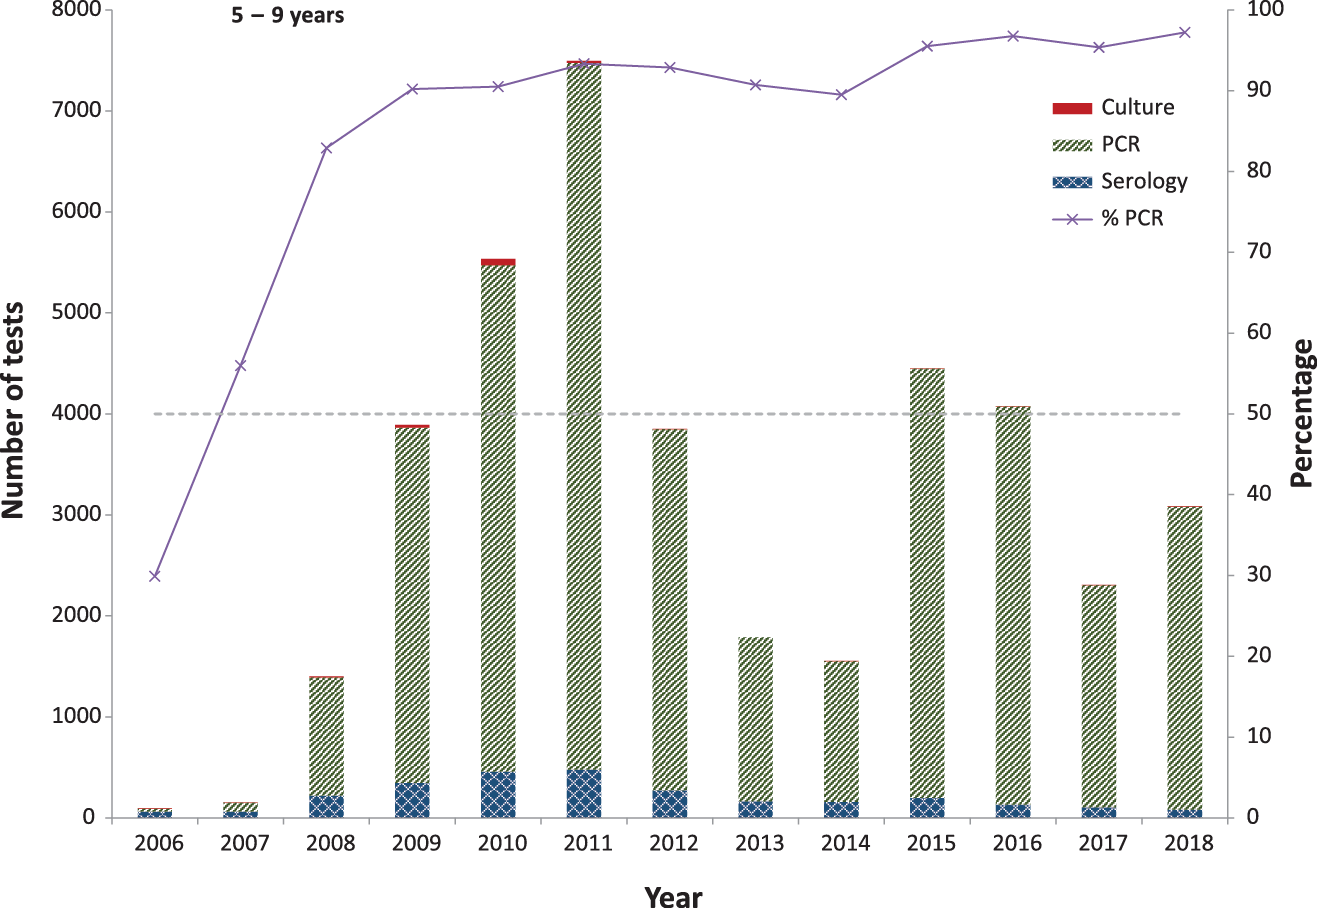 5 – 9 years
8000
7000
6000
5000
4000
3000
2000
1000
0
Number of tests
100
90
80
70
60
50
40
30
20
10
0
Percentage
Culture
PCR
Serology
% PCR
2006 2007 2008 2009 2010 2011 2012 2013 2014 2015 2016 2017 2018
Year